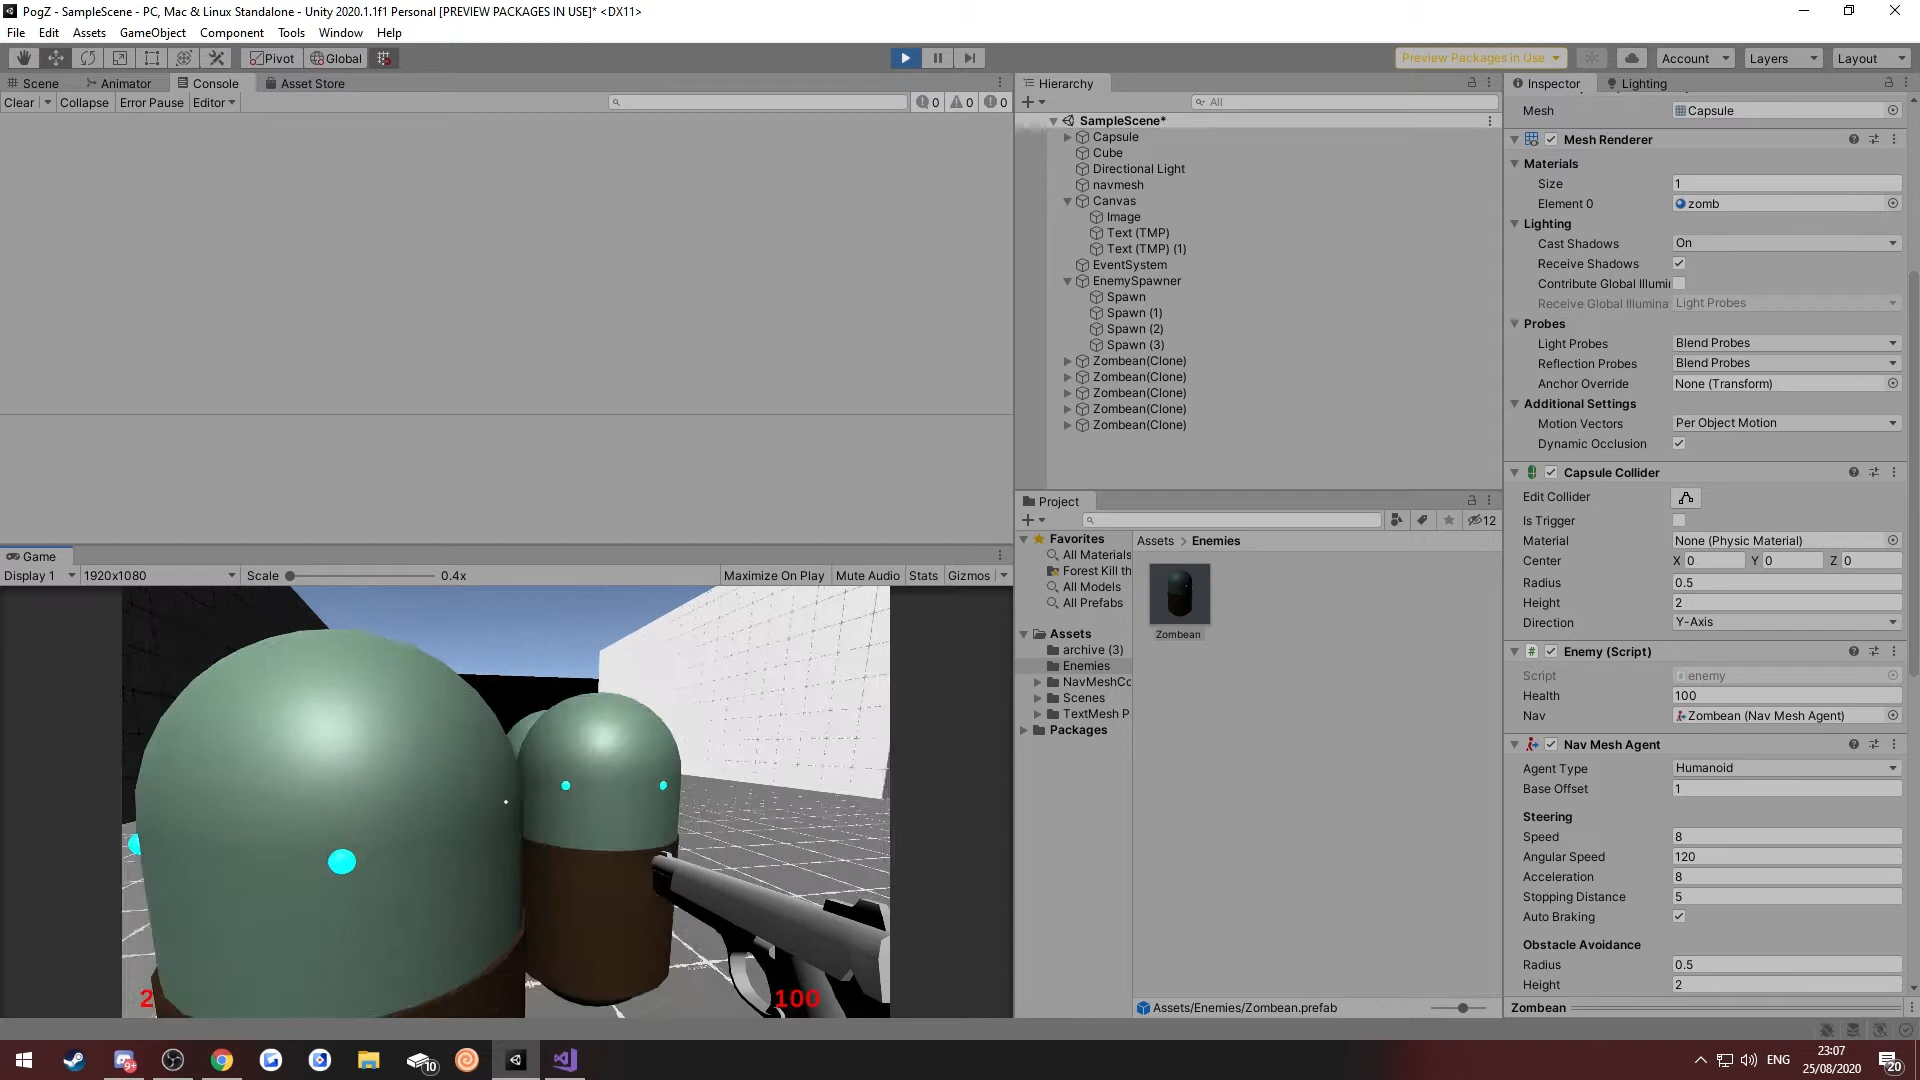 PogZ - SampleScene - PC, Mac & Linux Standalone - Unity 2020.1.1f1 Personal [PREVIEW PACKAGES IN USE]* <DX11>
File Edit Assets GameObject Component Tools Window Help
Pivot Global Preview Packages in Use Account Layers Layout
Scene Animator Console Asset Store
Clear Collapse Error Pause Editor 0 0 0
Hierarchy
All
SampleScene*
Capsule
Cube
Directional Light
navmesh
Canvas
Image
Text (TMP)
Text (TMP) (1)
EventSystem
EnemySpawner
Spawn
Spawn (1)
Spawn (2)
Spawn (3)
Zombean(Clone)
Zombean(Clone)
Zombean(Clone)
Zombean(Clone)
Zombean(Clone)
Game
Display 1 1920x1080 Scale 0.4x Maximize On Play Mute Audio Stats Gizmos
2 100
Project
12
Favorites
All Materials
Forest Kill th
All Models
All Prefabs
Assets
archive (3)
Enemies
NavMeshCo
Scenes
TextMesh P
Packages
Assets > Enemies
Zombean
Assets/Enemies/Zombean.prefab
Inspector Lighting
Mesh Capsule
Mesh Renderer
Materials
Size 1
Element 0 zomb
Lighting
Cast Shadows On
Receive Shadows
Contribute Global Illumi
Receive Global Illumina Light Probes
Probes
Light Probes Blend Probes
Reflection Probes Blend Probes
Anchor Override None (Transform)
Additional Settings
Motion Vectors Per Object Motion
Dynamic Occlusion
Capsule Collider
Edit Collider
Is Trigger
Material None (Physic Material)
Center X 0 Y 0 Z 0
Radius 0.5
Height 2
Direction Y-Axis
Enemy (Script)
Script enemy
Health 100
Nav Zombean (Nav Mesh Agent)
Nav Mesh Agent
Agent Type Humanoid
Base Offset 1
Steering
Speed 8
Angular Speed 120
Acceleration 8
Stopping Distance 5
Auto Braking
Obstacle Avoidance
Radius 0.5
Height 2
Zombean
9+ 10 ENG 23:07
25/08/2020 20